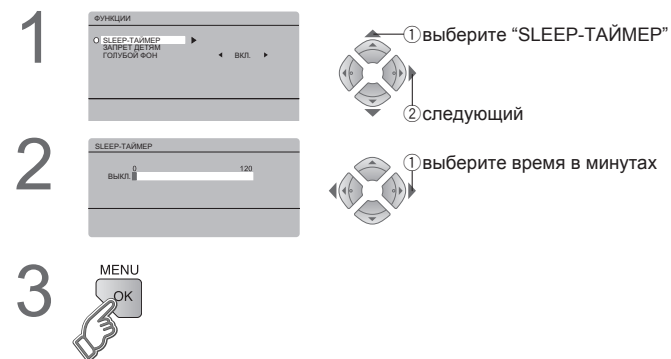 1
ФУНКЦИИ
SLEEP-ТАЙМЕР
ЗАПРЕТ ДЕТЯМ
ГОЛУБОЙ ФОН ВКЛ.
①выберите “SLEEP-ТАЙМЕР”
②следующий
2
SLEEP-ТАЙМЕР
0 120
ВЫКЛ.
①выберите время в минутах
3
MENU
OK